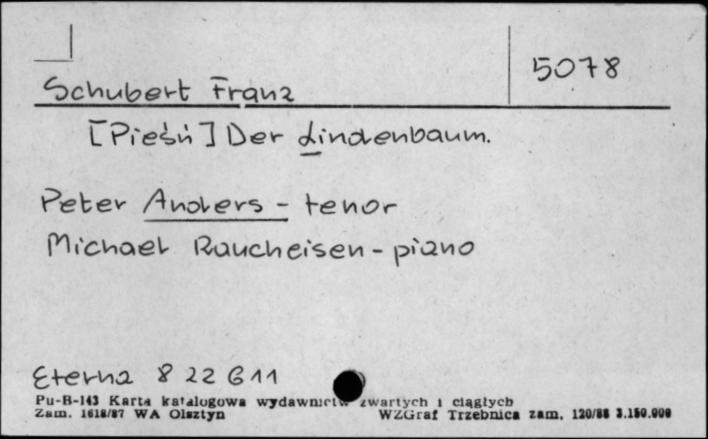 5078
Schubert Franz
[Pieśń] Der Lindenbaum.
Peter Anders - tenor
Michael Raucheisen - piano
Eterna 8 22 611
Pu-B-143 Karta katalogowa wydawnictw zwartych i ciągłych
Zam. 1618/87 WA Olsztyn WZGraf Trzebnica zam. 120/88 3.150.000